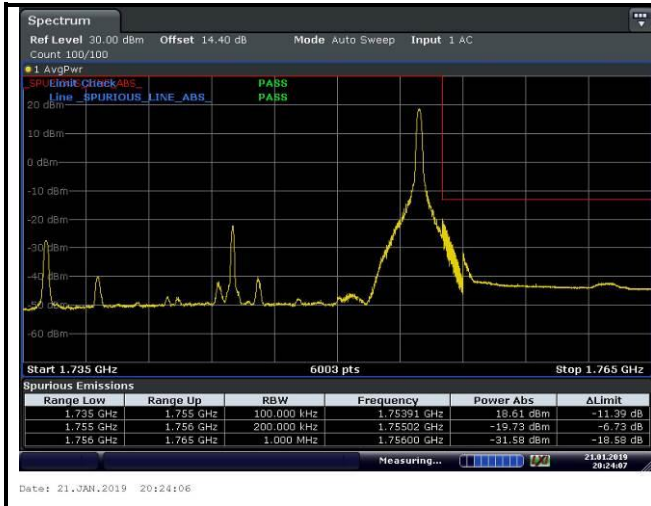 Spectrum
Ref Level 30.00 dBm Offset 14.40 dB Mode Auto Sweep Input 1 AC
Count 100/100
1 AvgPwr
Limit Check PASS
Line _SPURIOUS_LINE_ABS_ PASS
20 dBm
10 dBm
0 dBm
-10 dBm
-20 dBm
-30 dBm
-40 dBm
-50 dBm
-60 dBm
Start 1.735 GHz 6003 pts Stop 1.765 GHz
Spurious Emissions
Range Low Range Up RBW Frequency Power Abs ΔLimit
1.735 GHz 1.755 GHz 100.000 kHz 1.75391 GHz 18.61 dBm -11.39 dB
1.755 GHz 1.756 GHz 200.000 kHz 1.75502 GHz -19.73 dBm -6.73 dB
1.756 GHz 1.765 GHz 1.000 MHz 1.75600 GHz -31.58 dBm -18.58 dB
Measuring... 21.01.2019
20:24:07
Date: 21.JAN.2019 20:24:06